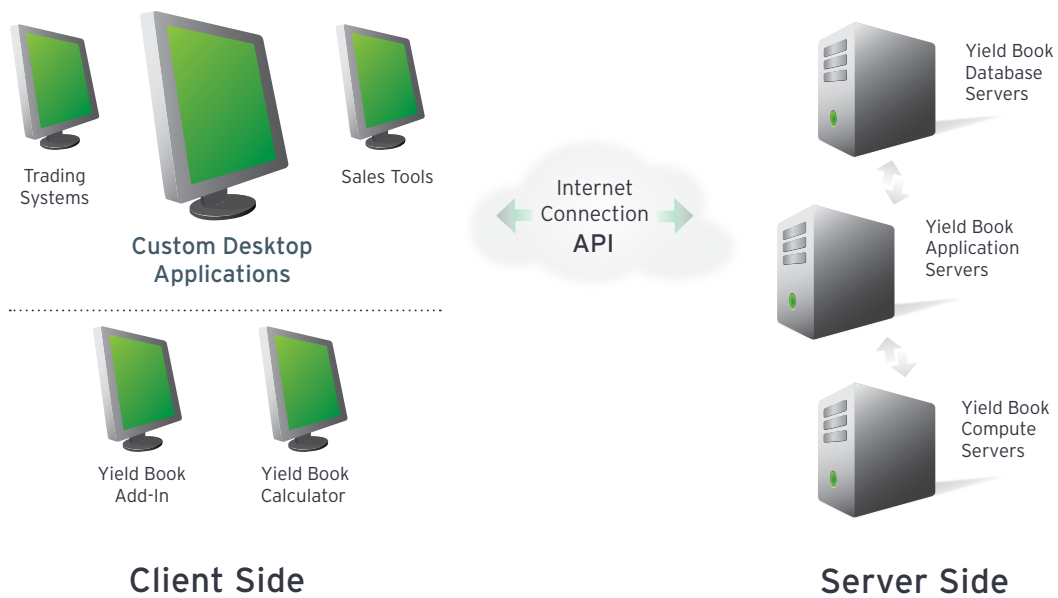 Trading
Systems
Sales Tools
Custom Desktop
Applications
Yield Book
Add-In
Yield Book
Calculator
Client Side
Internet
Connection
API
Yield Book
Database
Servers
Yield Book
Application
Servers
Yield Book
Compute
Servers
Server Side